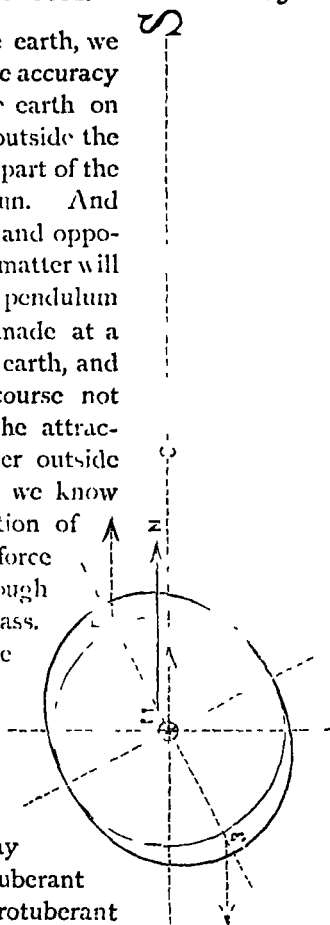 S
e earth, we
e accuracy
earth on
outside the
part of the
un. And
and oppo-
matter will
pendulum
made at a
earth, and
course not
he attrac-
er outside
we know
C
tion of
N
force
ough
ass.
e
M
ay
uberant
rotuberant